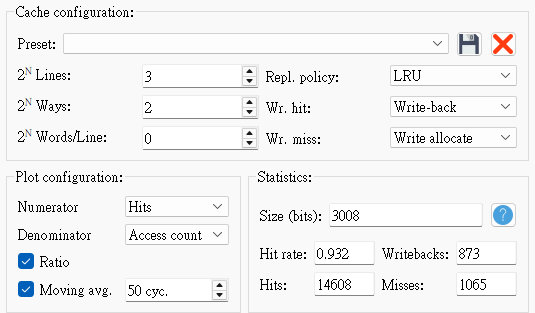 Cache configuration:
Preset:
2^N Lines: 3 Repl. policy: LRU
2^N Ways: 2 Wr. hit: Write-back
2^N Words/Line: 0 Wr. miss: Write allocate
Plot configuration:
Numerator Hits
Denominator Access count
Ratio
Moving avg. 50 cyc.
Statistics:
Size (bits): 3008 ?
Hit rate: 0.932 Writebacks: 873
Hits: 14608 Misses: 1065